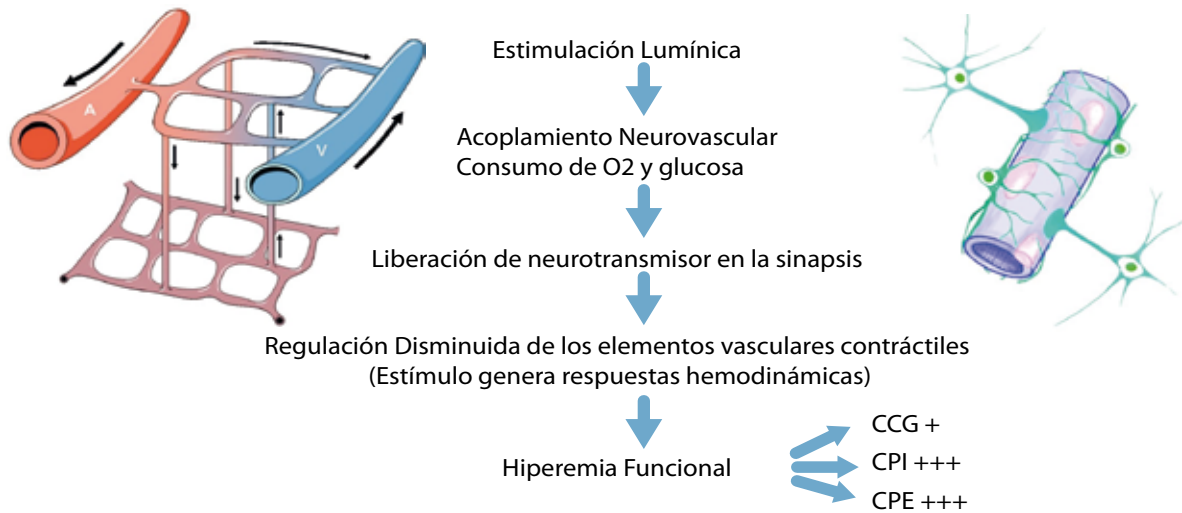 A
V
Estimulación Lumínica
Acoplamiento Neurovascular
Consumo de O2 y glucosa
Liberación de neurotransmisor en la sinapsis
Regulación Disminuida de los elementos vasculares contráctiles
(Estímulo genera respuestas hemodinámicas)
Hiperemia Funcional
CCG +
CPI +++
CPE +++